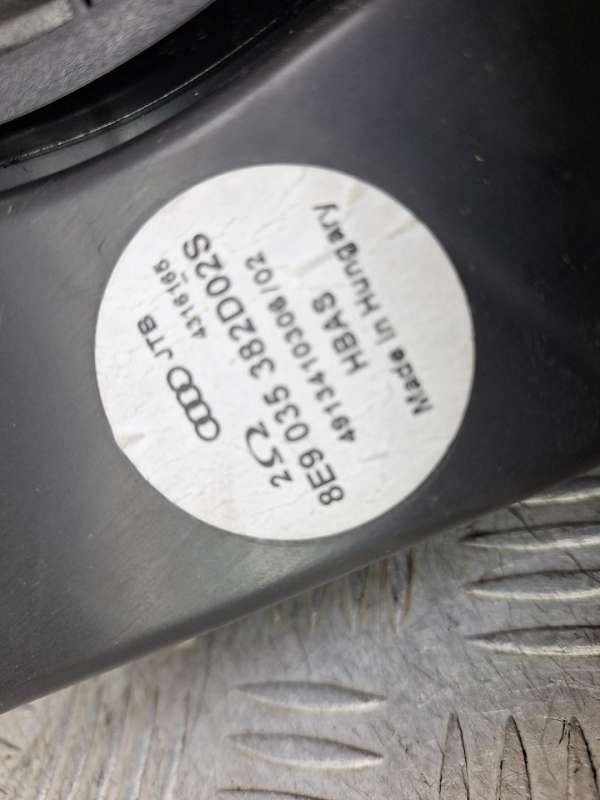 JTB
4316165
2Ω
8E9 035 382D02S
4913410306/02
HBAS
Made in Hungary